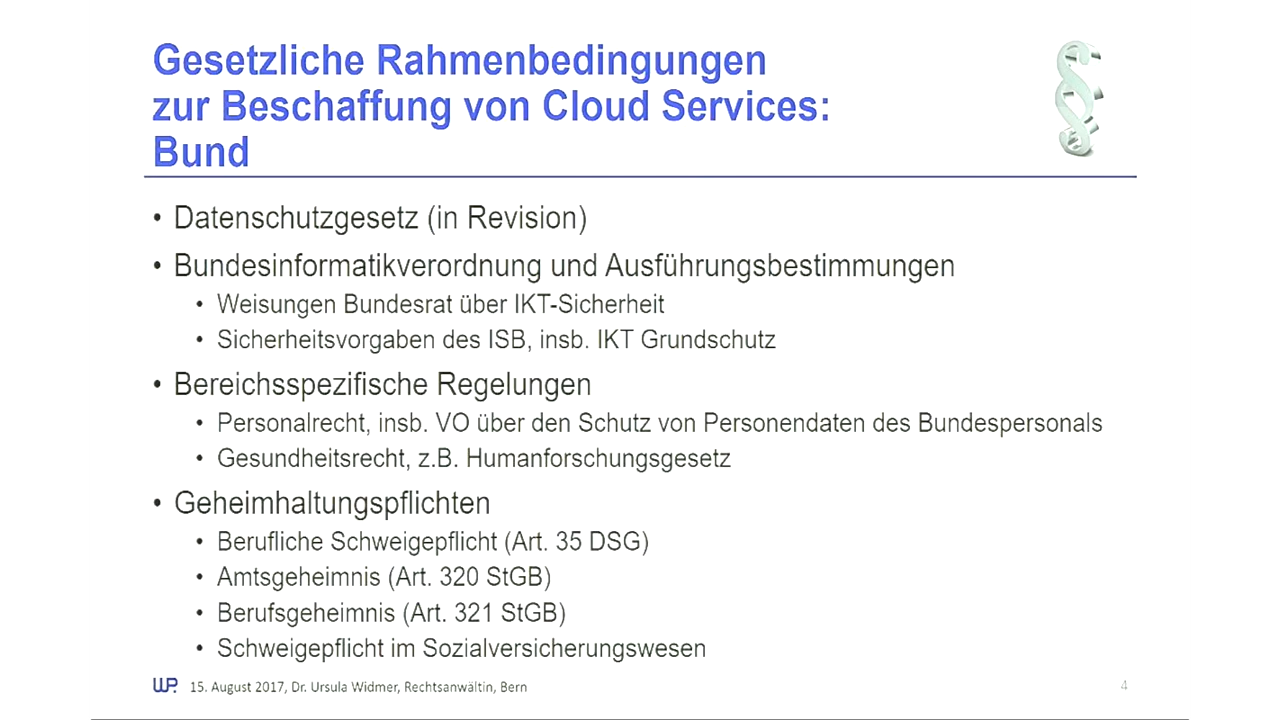 Gesetzliche Rahmenbedingungen
zur Beschaffung von Cloud Services:
Bund
• Datenschutzgesetz (in Revision)
• Bundesinformatikverordnung und Ausführungsbestimmungen
• Weisungen Bundesrat über IKT-Sicherheit
• Sicherheitsvorgaben des ISB, insb. IKT Grundschutz
• Bereichsspezifische Regelungen
• Personalrecht, insb. VO über den Schutz von Personendaten des Bundespersonals
• Gesundheitsrecht, z.B. Humanforschungsgesetz
• Geheimhaltungspflichten
• Berufliche Schweigepflicht (Art. 35 DSG)
• Amtsgeheimnis (Art. 320 StGB)
• Berufsgeheimnis (Art. 321 StGB)
• Schweigepflicht im Sozialversicherungswesen
WP. 15. August 2017, Dr. Ursula Widmer, Rechtsanwältin, Bern
4